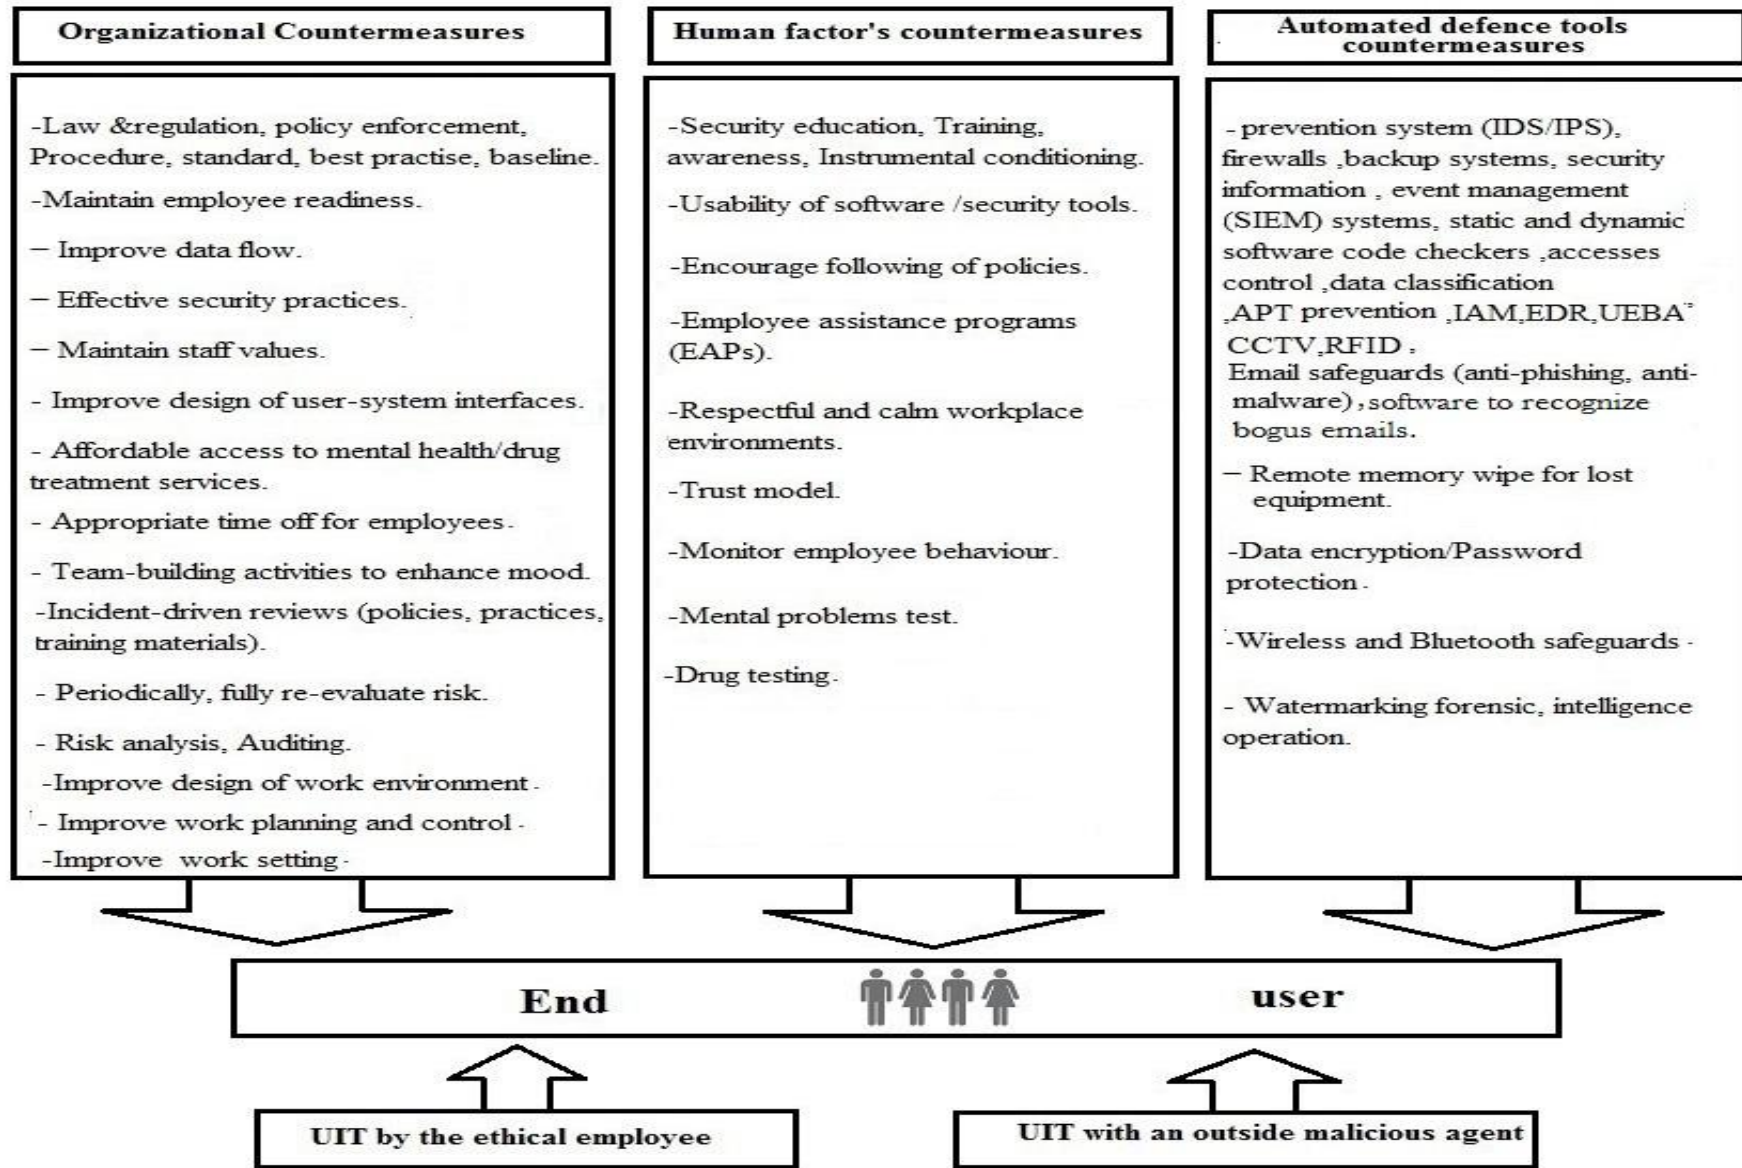 Organizational Countermeasures
-Law &regulation, policy enforcement,
Procedure, standard, best practise, baseline.
-Maintain employee readiness.
– Improve data flow.
– Effective security practices.
– Maintain staff values.
- Improve design of user-system interfaces.
- Affordable access to mental health/drug
treatment services.
- Appropriate time off for employees.
- Team-building activities to enhance mood.
-Incident-driven reviews (policies, practices,
training materials).
- Periodically, fully re-evaluate risk.
- Risk analysis, Auditing.
-Improve design of work environment.
- Improve work planning and control.
-Improve work setting.
Human factor's countermeasures
-Security education, Training,
awareness, Instrumental conditioning.
-Usability of software /security tools.
-Encourage following of policies.
-Employee assistance programs
(EAPs).
-Respectful and calm workplace
environments.
-Trust model.
-Monitor employee behaviour.
-Mental problems test.
-Drug testing.
Automated defence tools
countermeasures
- prevention system (IDS/IPS),
firewalls ,backup systems, security
information , event management
(SIEM) systems, static and dynamic
software code checkers ,accesses
control ,data classification
,APT prevention ,IAM,EDR,UEBA
CCTV,RFID ,
Email safeguards (anti-phishing, anti-
malware),software to recognize
bogus emails.
– Remote memory wipe for lost
equipment.
-Data encryption/Password
protection.
-Wireless and Bluetooth safeguards.
- Watermarking forensic, intelligence
operation.
End user
UIT by the ethical employee
UIT with an outside malicious agent